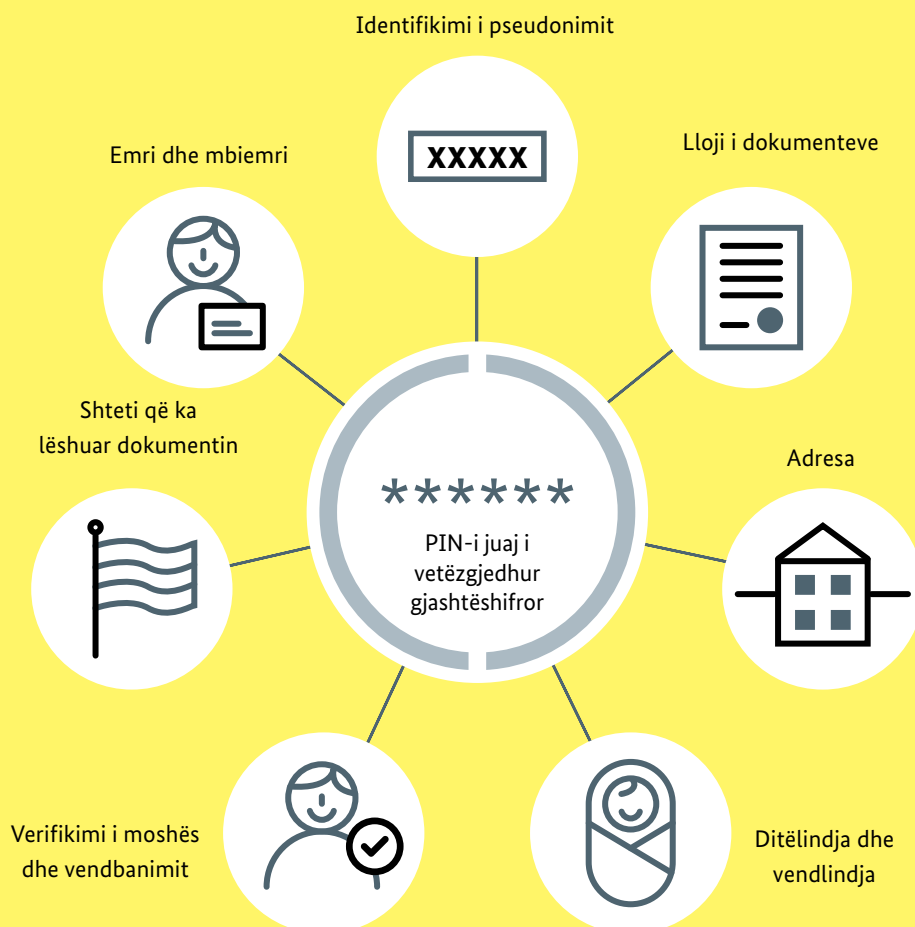 Identifikimi i pseudonimit
XXXXX
Emri dhe mbiemri
Lloji i dokumenteve
Shteti që ka
lëshuar dokumentin
Adresa
******
PIN-i juaj i
vetëzgjedhur
gjashtëshifror
Verifikimi i moshës
dhe vendbanimit
Ditëlindja dhe
vendlindja